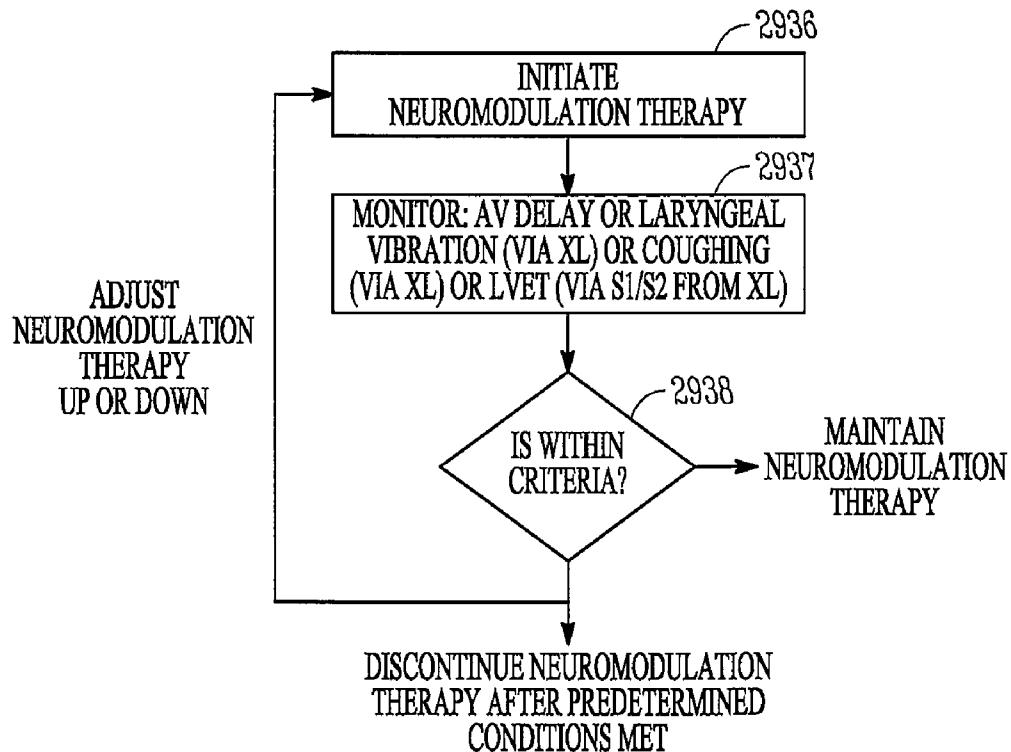 2936
INITIATE
NEUROMODULATION THERAPY
2937
MONITOR: AV DELAY OR LARYNGEAL
VIBRATION (VIA XL) OR COUGHING
(VIA XL) OR LVET (VIA S1/S2 FROM XL)
ADJUST
NEUROMODULATION
THERAPY
UP OR DOWN
2938
IS WITHIN
CRITERIA?
MAINTAIN
NEUROMODULATION
THERAPY
DISCONTINUE NEUROMODULATION
THERAPY AFTER PREDETERMINED
CONDITIONS MET